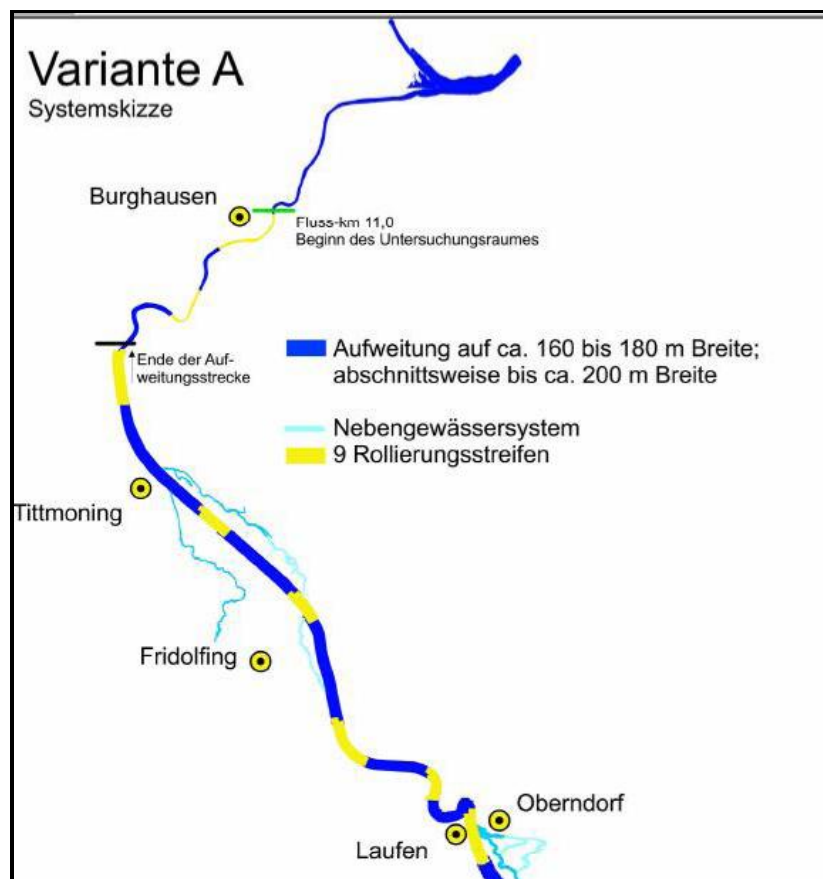 Variante A
Systemskizze
Burghausen
Fluss-km 11,0
Beginn des Untersuchungsraumes
Ende der Auf-
weitungsstrecke
Aufweitung auf ca. 160 bis 180 m Breite;
abschnittsweise bis ca. 200 m Breite
Nebengewässersystem
9 Rollierungsstreifen
Tittmoning
Fridolfing
Oberndorf
Laufen